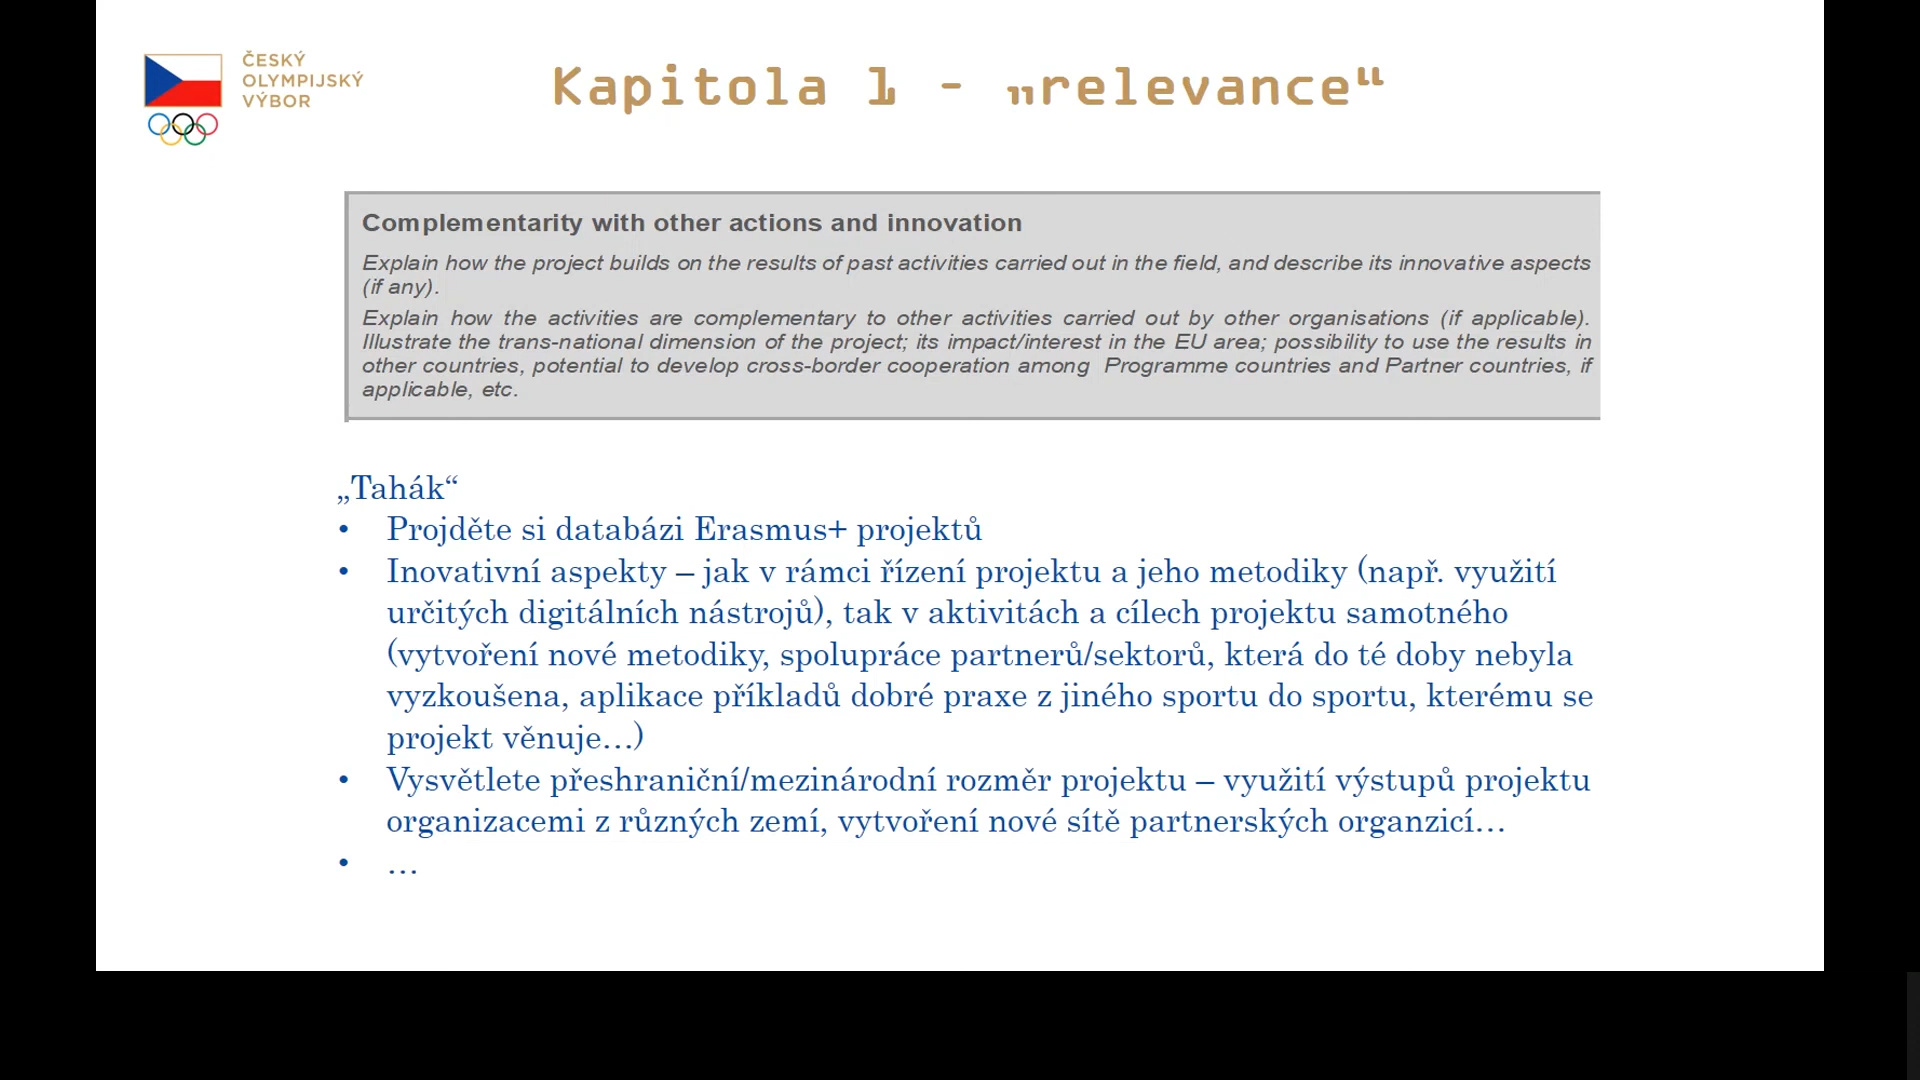 ČESKÝ
OLYMPIJSKÝ
VÝBOR
Kapitola 1 - „relevance“
Complementarity with other actions and innovation
Explain how the project builds on the results of past activities carried out in the field, and describe its innovative aspects
(if any).
Explain how the activities are complementary to other activities carried out by other organisations (if applicable).
Illustrate the trans-national dimension of the project; its impact/interest in the EU area; possibility to use the results in
other countries, potential to develop cross-border cooperation among Programme countries and Partner countries, if
applicable, etc.
„Tahák“
• Projděte si databázi Erasmus+ projektů
• Inovativní aspekty – jak v rámci řízení projektu a jeho metodiky (např. využití
určitých digitálních nástrojů), tak v aktivitách a cílech projektu samotného
(vytvoření nové metodiky, spolupráce partnerů/sektorů, která do té doby nebyla
vyzkoušena, aplikace příkladů dobré praxe z jiného sportu do sportu, kterému se
projekt věnuje…)
• Vysvětlete přeshraniční/mezinárodní rozměr projektu – využití výstupů projektu
organizacemi z různých zemí, vytvoření nové sítě partnerských organzicí…
• …